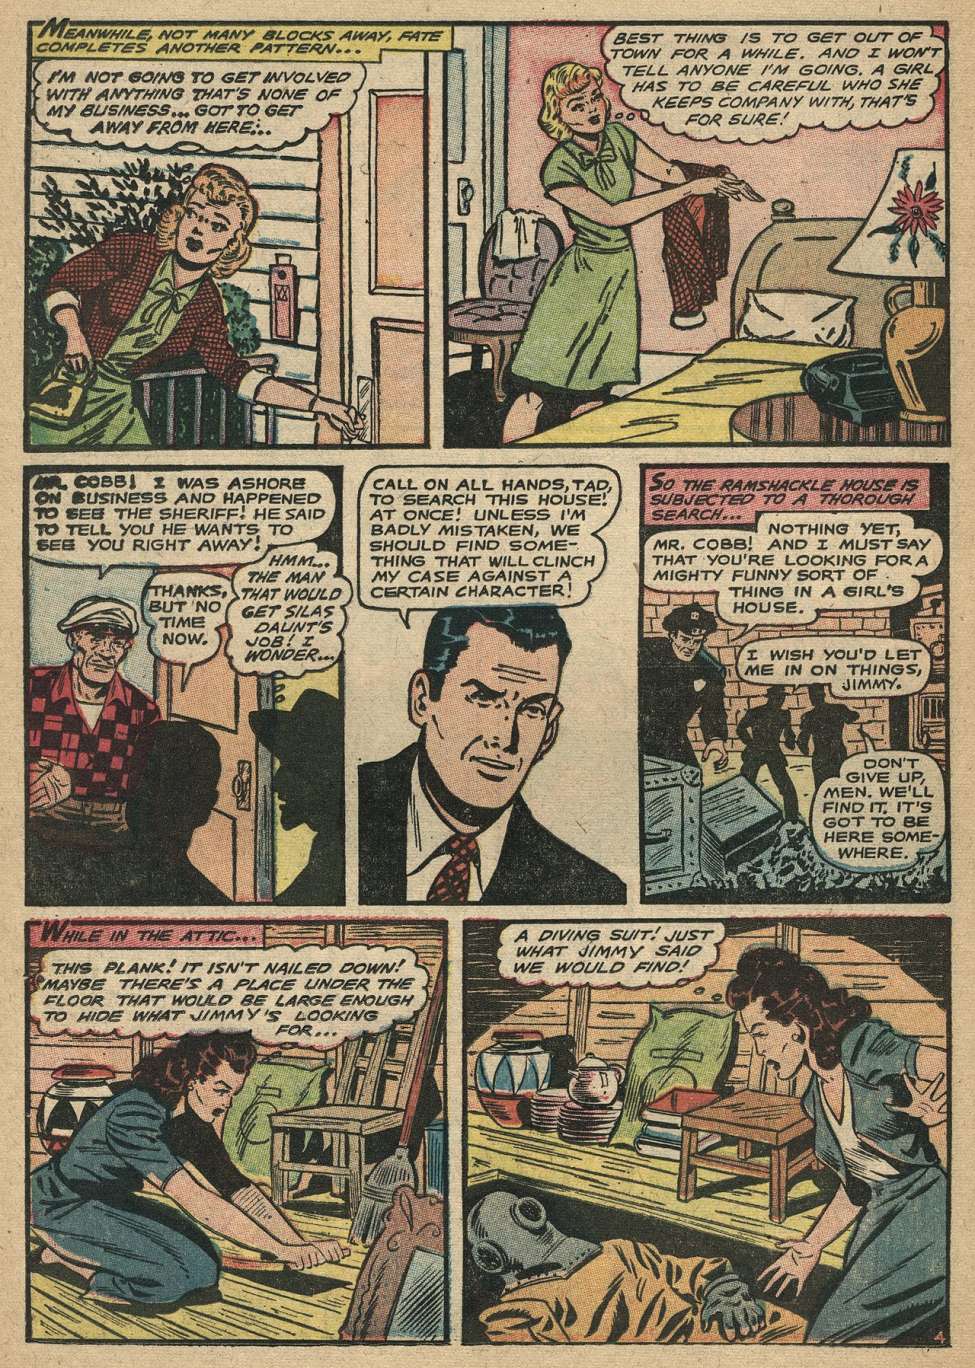 MEANWHILE, NOT MANY BLOCKS AWAY, FATE
COMPLETES ANOTHER PATTERN...
I'M NOT GOING TO GET INVOLVED
WITH ANYTHING THAT'S NONE OF
MY BUSINESS... GOT TO GET
AWAY FROM HERE...
BEST THING IS TO GET OUT OF
TOWN FOR A WHILE. AND I WON'T
TELL ANYONE I'M GOING. A GIRL
HAS TO BE CAREFUL WHO SHE
KEEPS COMPANY WITH, THAT'S
FOR SURE!
MR. COBB! I WAS ASHORE
ON BUSINESS AND HAPPENED
TO SEE THE SHERIFF! HE SAID
TO TELL YOU HE WANTS TO
SEE YOU RIGHT AWAY!
THANKS,
BUT NO
TIME
NOW.
HMM...
THE MAN
THAT WOULD
GET SILAS
DAUNT'S
JOB! I
WONDER...
CALL ON ALL HANDS, TAD,
TO SEARCH THIS HOUSE!
AT ONCE! UNLESS I'M
BADLY MISTAKEN, WE
SHOULD FIND SOME-
THING THAT WILL CLINCH
MY CASE AGAINST A
CERTAIN CHARACTER!
SO THE RAMSHACKLE HOUSE IS
SUBJECTED TO A THOROUGH
SEARCH...
NOTHING YET,
MR. COBB! AND I MUST SAY
THAT YOU'RE LOOKING FOR A
MIGHTY FUNNY SORT OF
THING IN A GIRL'S
HOUSE.
I WISH YOU'D LET
ME IN ON THINGS,
JIMMY.
DON'T
GIVE UP,
MEN. WE'LL
FIND IT. IT'S
GOT TO BE
HERE SOME-
WHERE.
WHILE IN THE ATTIC...
THIS PLANK! IT ISN'T NAILED DOWN!
MAYBE THERE'S A PLACE UNDER THE
FLOOR THAT WOULD BE LARGE ENOUGH
TO HIDE WHAT JIMMY'S LOOKING
FOR...
A DIVING SUIT! JUST
WHAT JIMMY SAID
WE WOULD FIND!
4